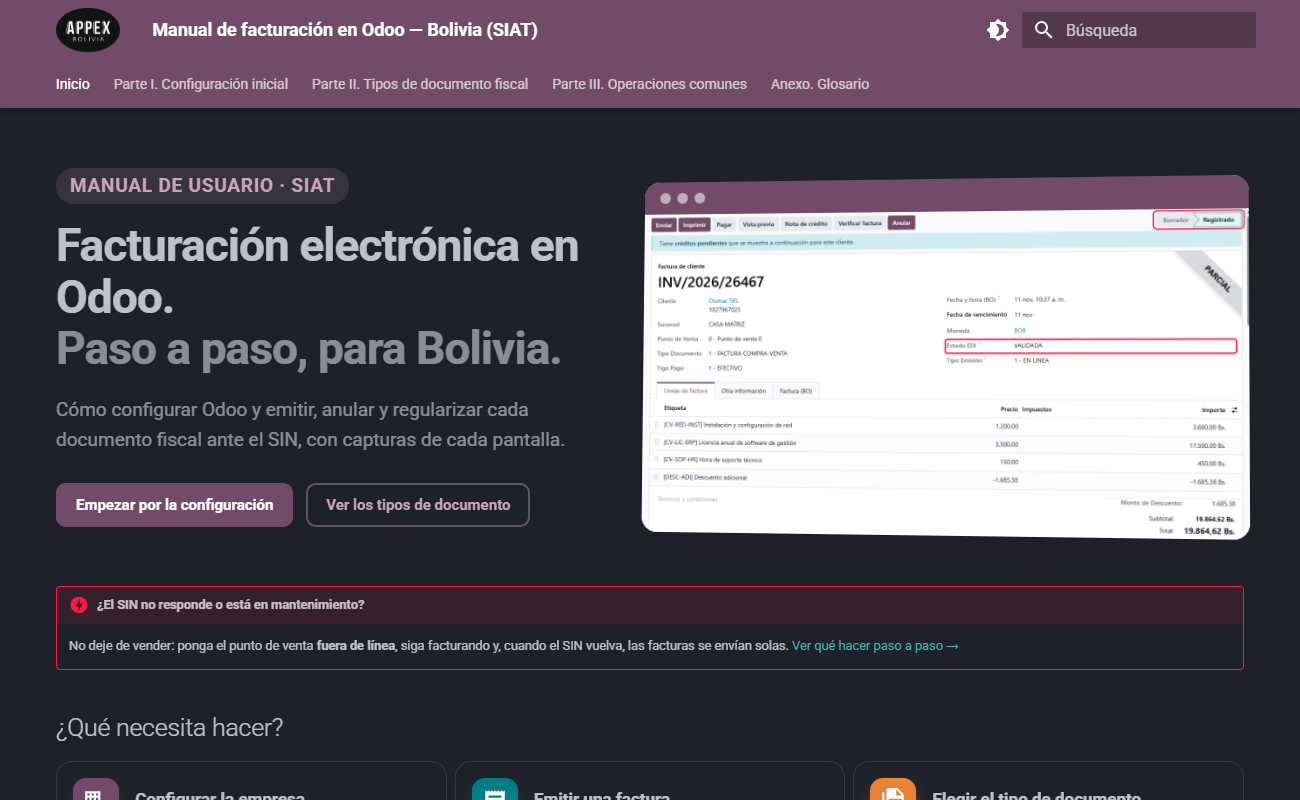 APPEX
BOLIVIA
Manual de facturación en Odoo — Bolivia (SIAT)
Búsqueda
Inicio
Parte I. Configuración inicial
Parte II. Tipos de documento fiscal
Parte III. Operaciones comunes
Anexo. Glosario
MANUAL DE USUARIO · SIAT
Facturación electrónica en
Odoo.
Paso a paso, para Bolivia.
Cómo configurar Odoo y emitir, anular y regularizar cada
documento fiscal ante el SIN, con capturas de cada pantalla.
Empezar por la configuración
Ver los tipos de documento
Enviar Imprimir Pagar Vista previa Nota de crédito Verificar factura Anular
Borrador Registrado
Tiene créditos pendientes que se muestra a continuación para este cliente.
PARCIAL
Factura de cliente
INV/2026/26467
Cliente Dismac SRL
1027967025
Sucursal CASA MATRIZ
Punto de Venta 0 - Punto de venta 0
Tipo Documento 1 - FACTURA COMPRA-VENTA
Tigo Pago 1 - EFECTIVO
Fecha y hora (BO) ? 11 nov, 10:37 a. m.
Fecha de vencimiento 11 nov
Moneda BOB
Estado EDI ? VALIDADA
Tipo Emisión ? 1 - EN LINEA
Líneas de factura Otra información Factura (BO)
Etiqueta Precio Impuestos Importe
[CV-RED-INST] Instalación y configuración de red 1.200,00 3.600,00 Bs.
[CV-LIC-ERP] Licencia anual de software de gestión 3.500,00 17.500,00 Bs.
[CV-SOP-HR] Hora de soporte técnico 150,00 450,00 Bs.
[DESC-ADI] Descuento adicional -1.685,38 -1.685,38 Bs.
Términos y condiciones
Monto de Descuento: 1.685,38
Subtotal: 19.864,62 Bs.
Total: 19.864,62 Bs.
¿El SIN no responde o está en mantenimiento?
No deje de vender: ponga el punto de venta fuera de línea, siga facturando y, cuando el SIN vuelva, las facturas se envían solas. Ver qué hacer paso a paso →
¿Qué necesita hacer?
Configurar la empresa
Emitir una factura
Elegir el tipo de documento